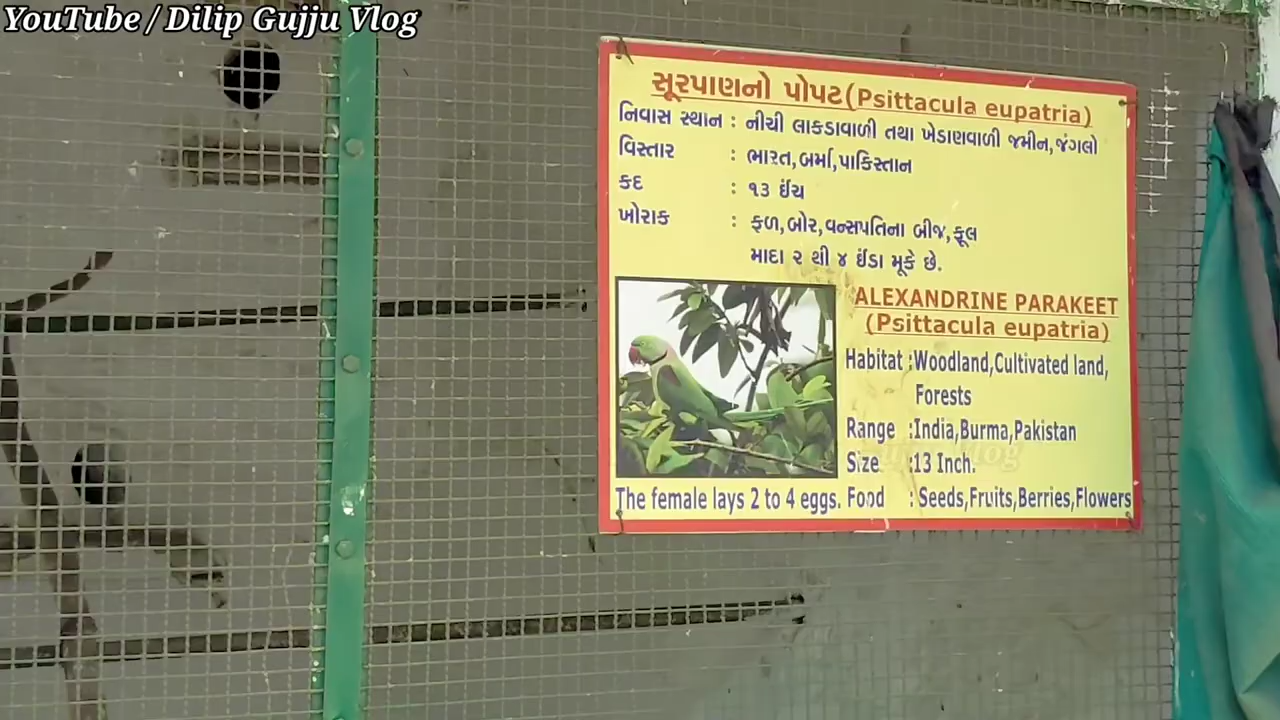 YouTube / Dilip Gujju Vlog
સૂરપાણનો પોપટ(Psittacula eupatria)
નિવાસ સ્થાન : નીચી લાકડાવાળી તથા ખેડાણવાળી જમીન,જંગલો
વિસ્તાર : ભારત,બર્મા,પાકિસ્તાન
કદ : ૧૩ ઈંચ
ખોરાક : ફળ,બોર,વનસ્પતિના બીજ,ફૂલ
માદા ૨ થી ૪ ઈંડા મૂકે છે.
ALEXANDRINE PARAKEET
(Psittacula eupatria)
Habitat :Woodland,Cultivated land,
Forests
Range :India,Burma,Pakistan
Size :13 Inch.
The female lays 2 to 4 eggs. Food : Seeds,Fruits,Berries,Flowers